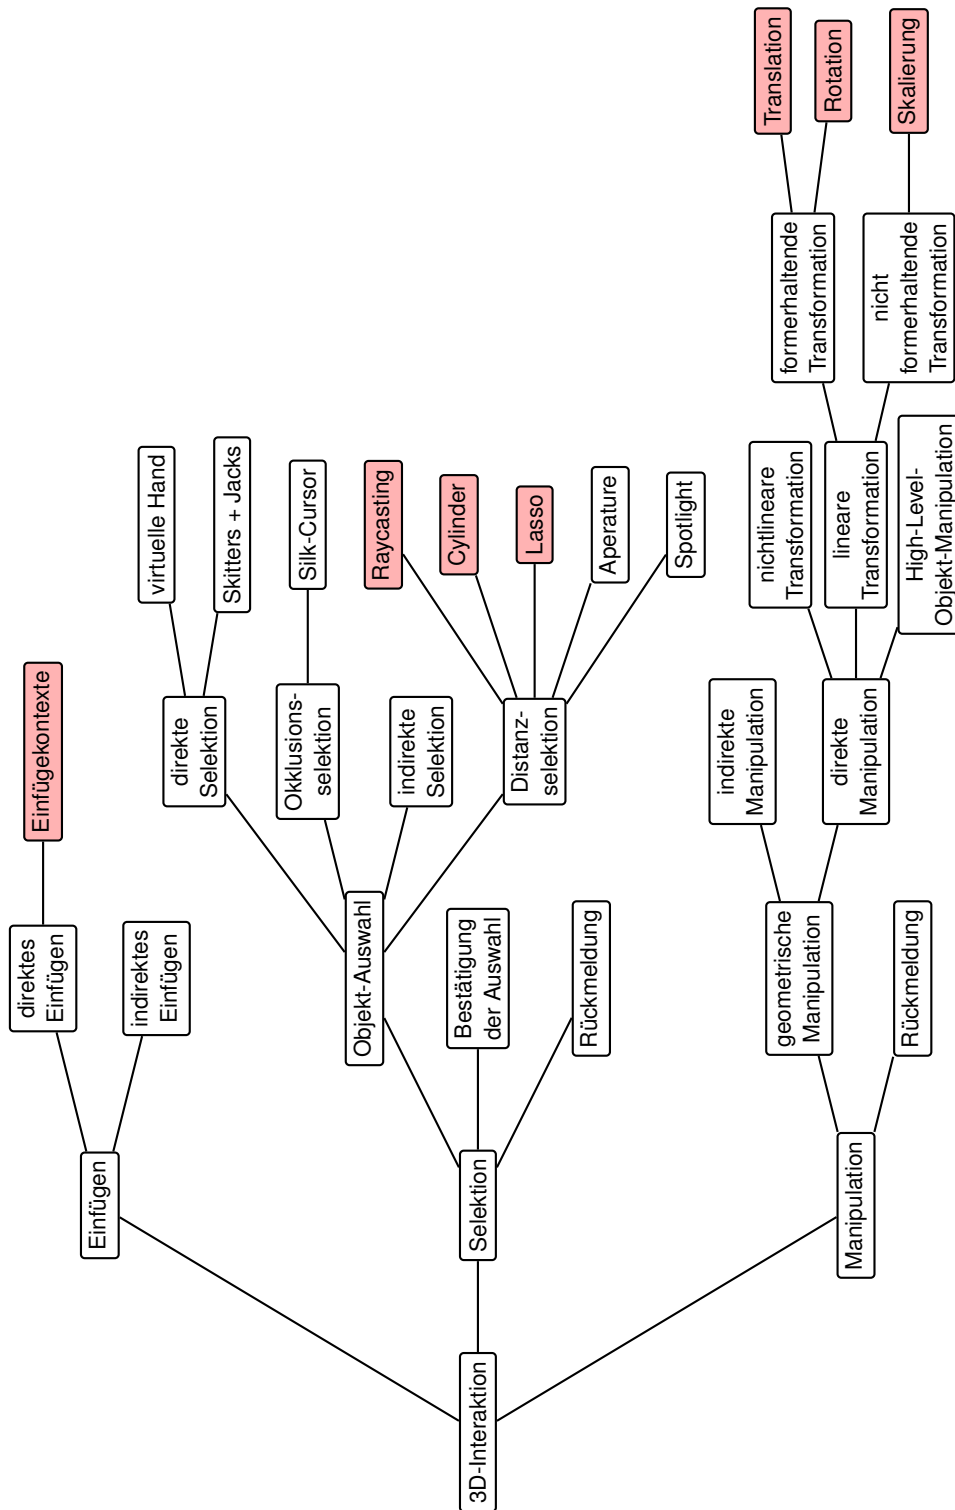 3D-Interaktion
Einfügen
direktes
Einfügen
Einfügekontexte
indirektes
Einfügen
Selektion
Objekt-Auswahl
direkte
Selektion
virtuelle Hand
Skitters + Jacks
Okklusions-
selektion
Silk-Cursor
indirekte
Selektion
Distanz-
selektion
Raycasting
Cylinder
Lasso
Aperature
Spotlight
Bestätigung
der Auswahl
Rückmeldung
Manipulation
geometrische
Manipulation
indirekte
Manipulation
direkte
Manipulation
nichtlineare
Transformation
lineare
Transformation
formerhaltende
Transformation
Translation
Rotation
nicht
formerhaltende
Transformation
Skalierung
High-Level-
Objekt-Manipulation
Rückmeldung